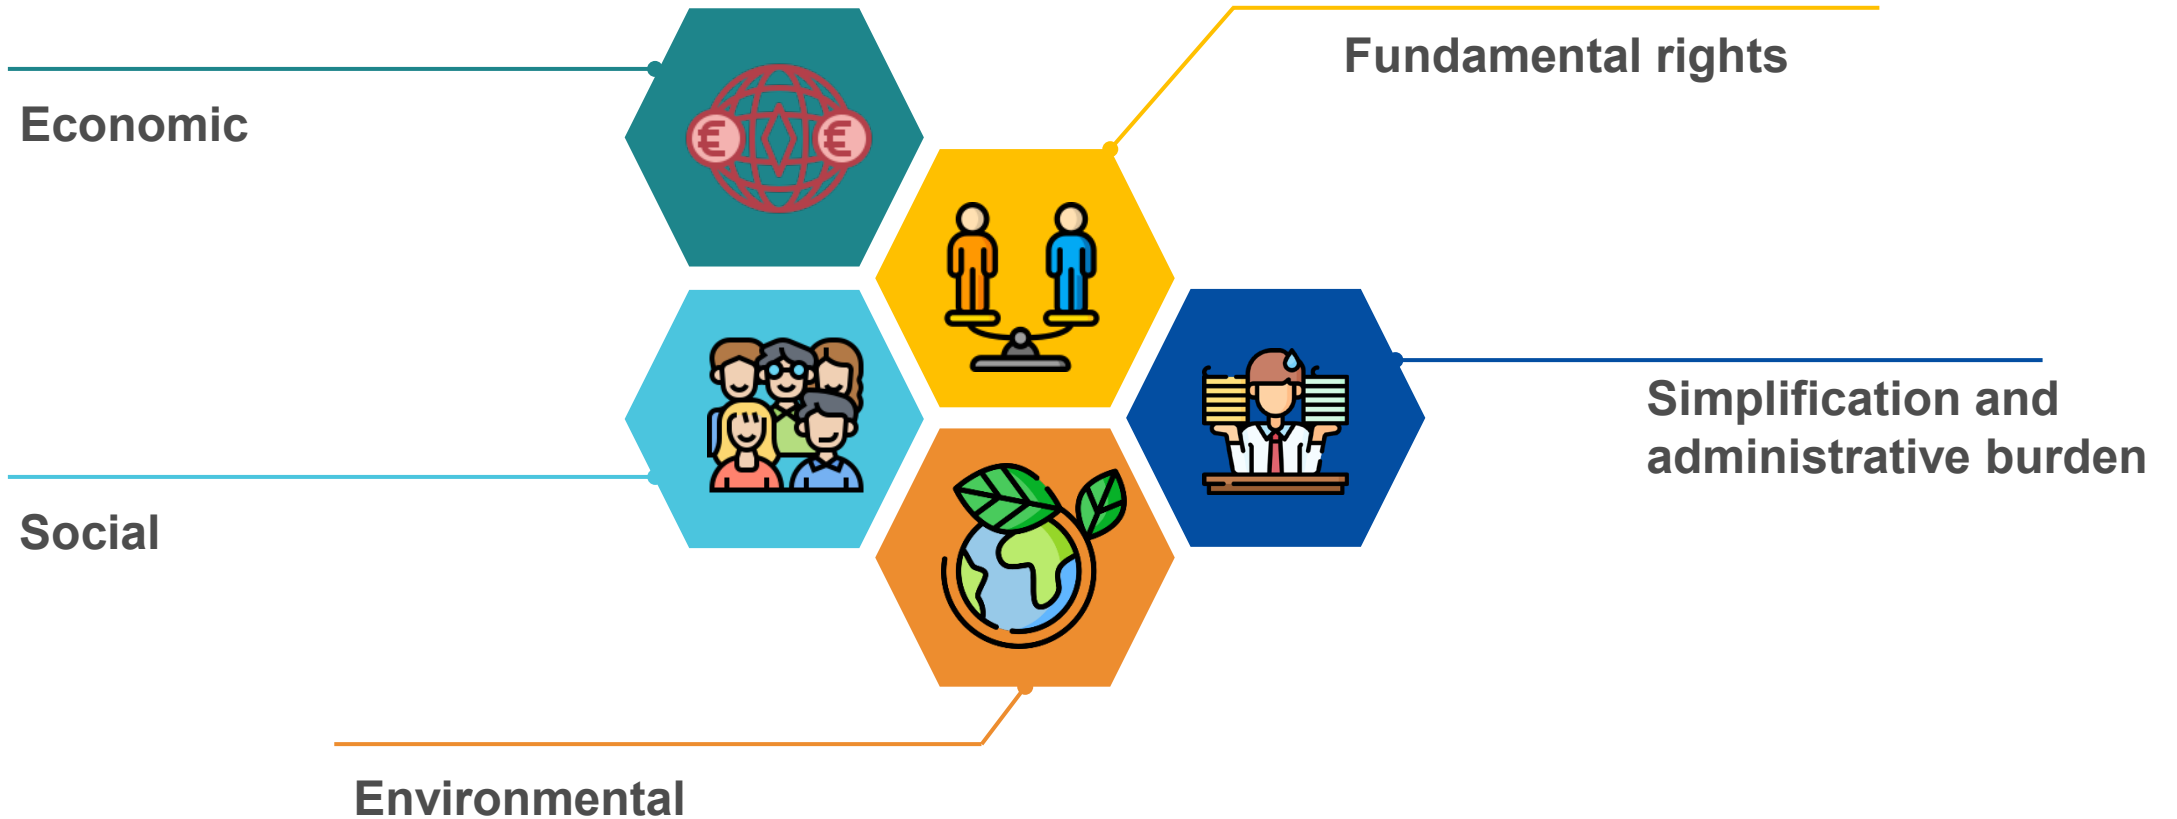 Economic
€ €
Fundamental rights
Simplification and
administrative burden
Social
Environmental